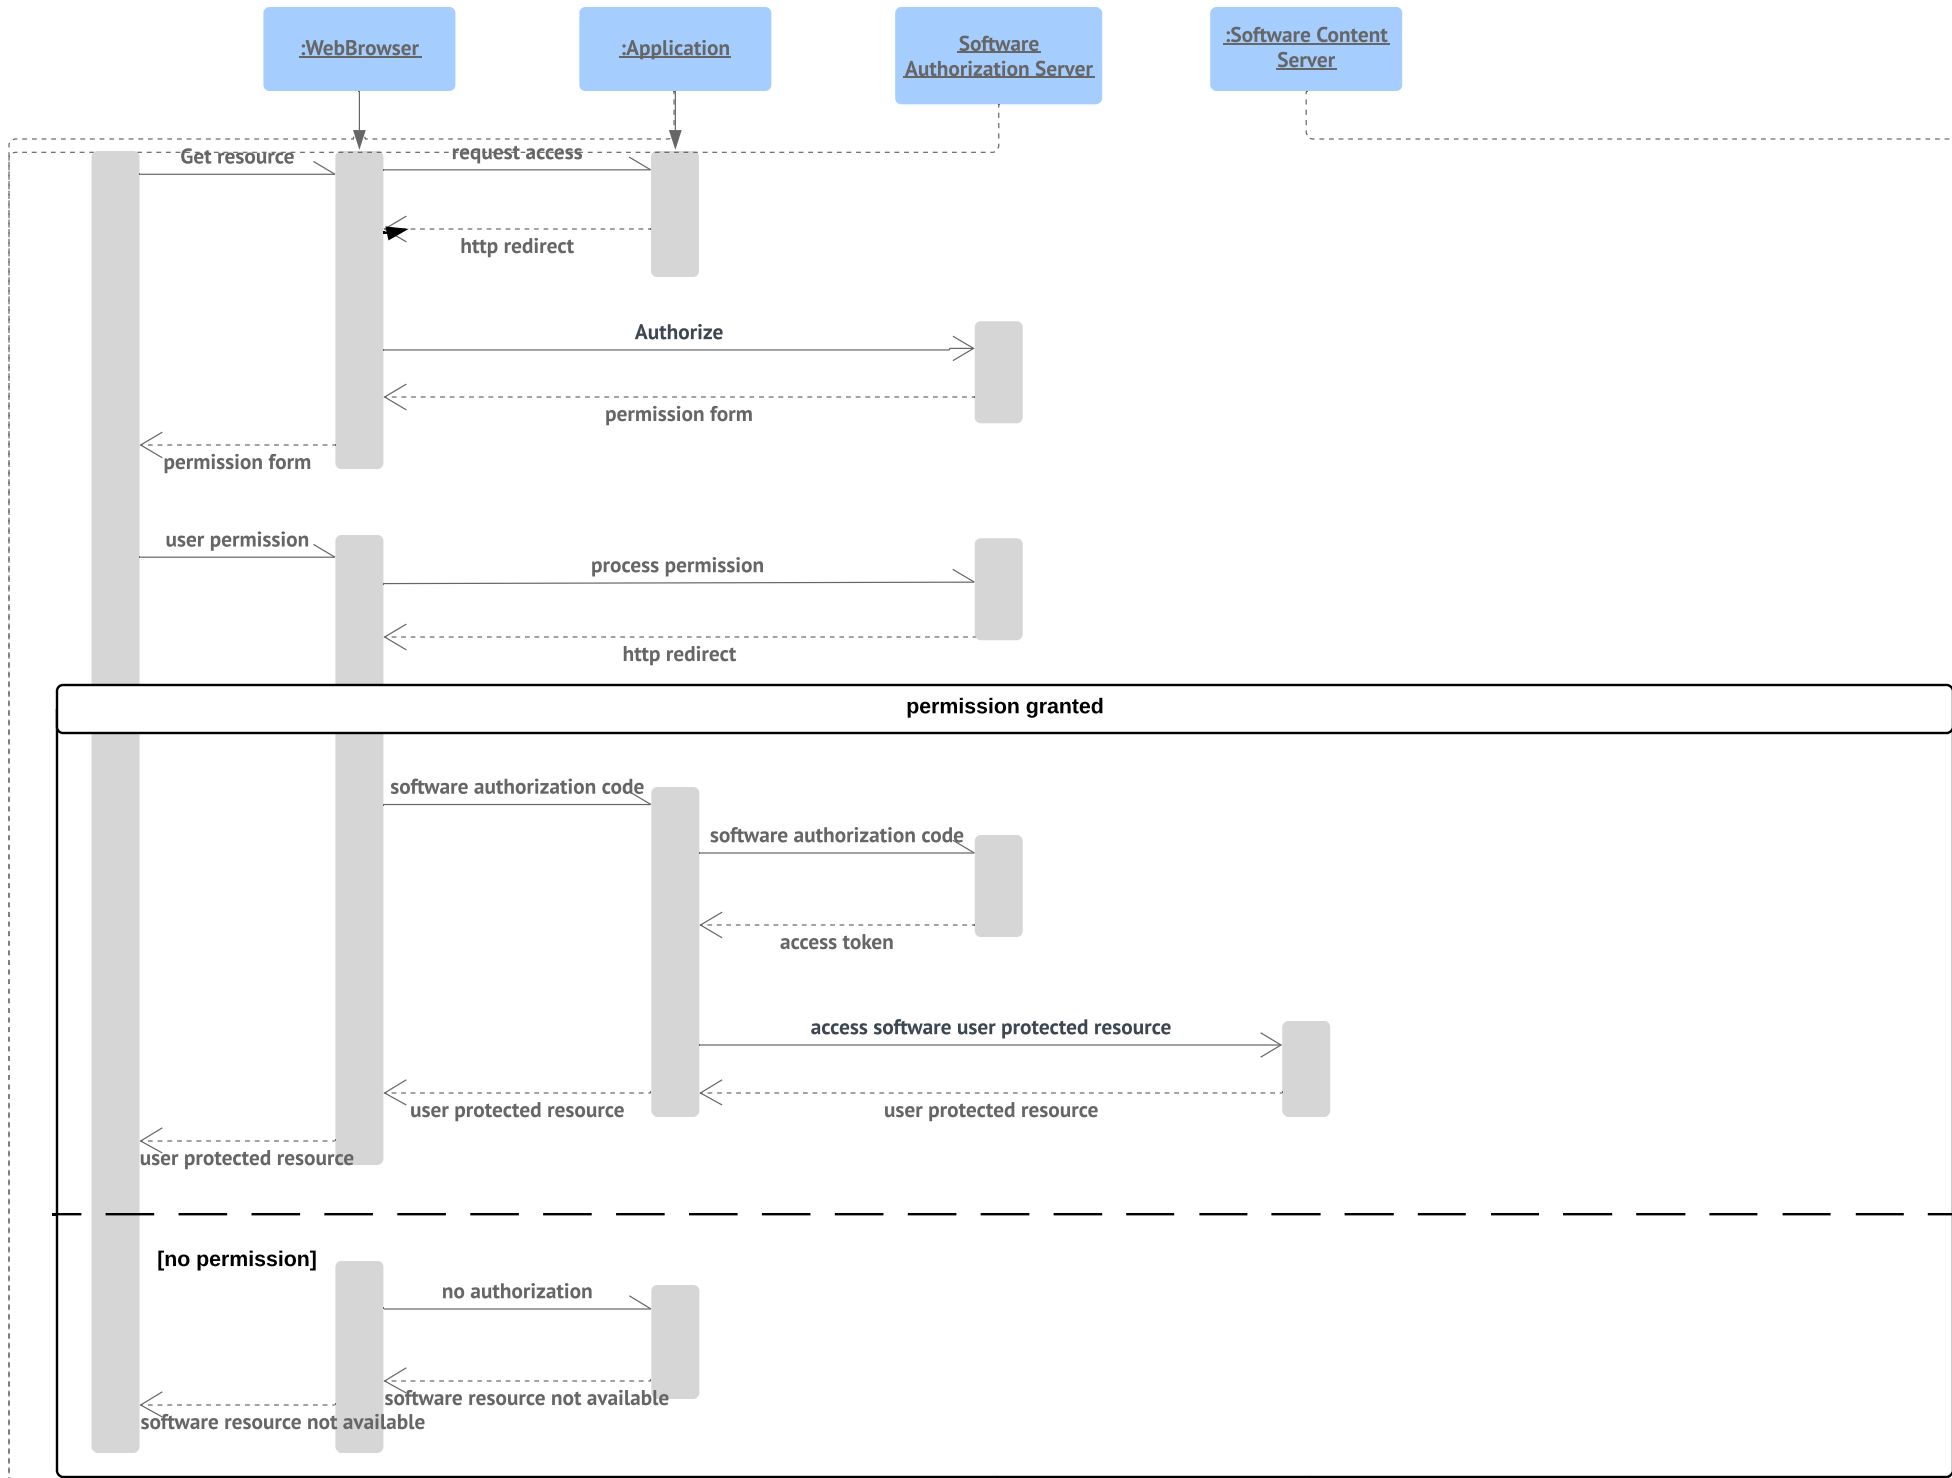 :WebBrowser
:Application
Software
Authorization Server
:Software Content
Server
Get resource
request access
http redirect
Authorize
permission form
permission form
user permission
process permission
http redirect
permission granted
software authorization code
software authorization code
access token
access software user protected resource
user protected resource
user protected resource
user protected resource
[no permission]
no authorization
software resource not available
software resource not available